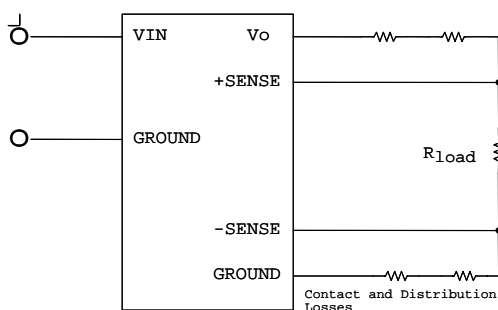 VIN Vo
+SENSE
GROUND
Rload
-SENSE
GROUND
Contact and Distribution
Losses